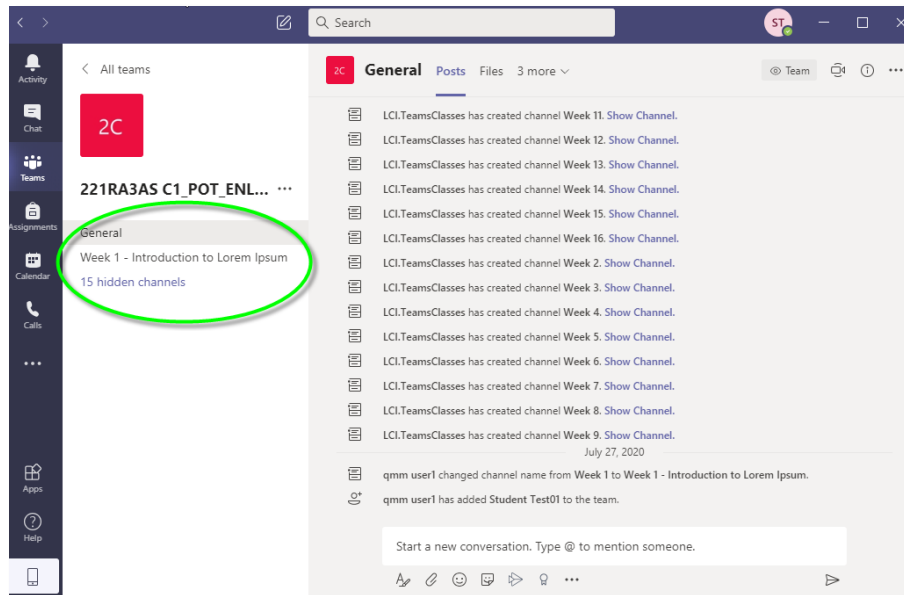 Search
ST
Activity
Chat
Teams
Assignments
Calendar
Calls
Apps
Help
All teams
2C
221RA3AS C1_POT_ENL... ...
General
Week 1 - Introduction to Lorem Ipsum
15 hidden channels
2C General Posts Files 3 more Team
LCI.TeamsClasses has created channel Week 11. Show Channel.
LCI.TeamsClasses has created channel Week 12. Show Channel.
LCI.TeamsClasses has created channel Week 13. Show Channel.
LCI.TeamsClasses has created channel Week 14. Show Channel.
LCI.TeamsClasses has created channel Week 15. Show Channel.
LCI.TeamsClasses has created channel Week 16. Show Channel.
LCI.TeamsClasses has created channel Week 2. Show Channel.
LCI.TeamsClasses has created channel Week 3. Show Channel.
LCI.TeamsClasses has created channel Week 4. Show Channel.
LCI.TeamsClasses has created channel Week 5. Show Channel.
LCI.TeamsClasses has created channel Week 6. Show Channel.
LCI.TeamsClasses has created channel Week 7. Show Channel.
LCI.TeamsClasses has created channel Week 8. Show Channel.
LCI.TeamsClasses has created channel Week 9. Show Channel.
July 27, 2020
qmm user1 changed channel name from Week 1 to Week 1 - Introduction to Lorem Ipsum.
qmm user1 has added Student Test01 to the team.
Start a new conversation. Type @ to mention someone.